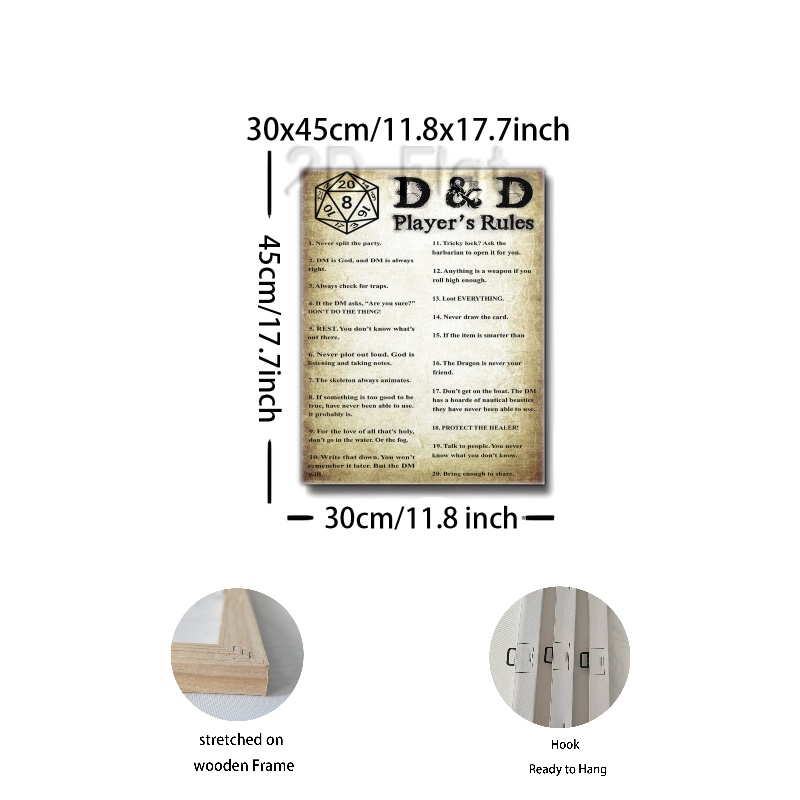 30x45cm/11.8x17.7inch
2D Flat
45cm/17.7inch
20
8
10
16
17
D & D
Player's Rules
1. Never split the party.
2. DM is God, and DM is always
right.
3. Always check for traps.
4. If the DM asks, "Are you sure?"
DON'T DO THE THING!
5. REST. You don't know what's
out there.
6. Never plot out loud. God is
listening and taking notes.
7. The skeleton always animates.
8. If something is too good to be
true, have never been able to use.
it probably is.
9. For the love of all that's holy,
don't go in the water. Or the fog.
10. Write that down. You won't
remember it later. But the DM
will.
11. Tricky lock? Ask the
barbarian to open it for you.
12. Anything is a weapon if you
roll high enough.
13. Loot EVERYTHING.
14. Never draw the card.
15. If the item is smarter than
16. The Dragon is never your
friend.
17. Don't get on the boat. The DM
has a hoarde of nautical beasties
they have never been able to use.
18. PROTECT THE HEALER!
19. Talk to people. You never
know what you don't know.
20. Bring enough to share.
30cm/11.8 inch
stretched on
wooden Frame
Hook
Ready to Hang